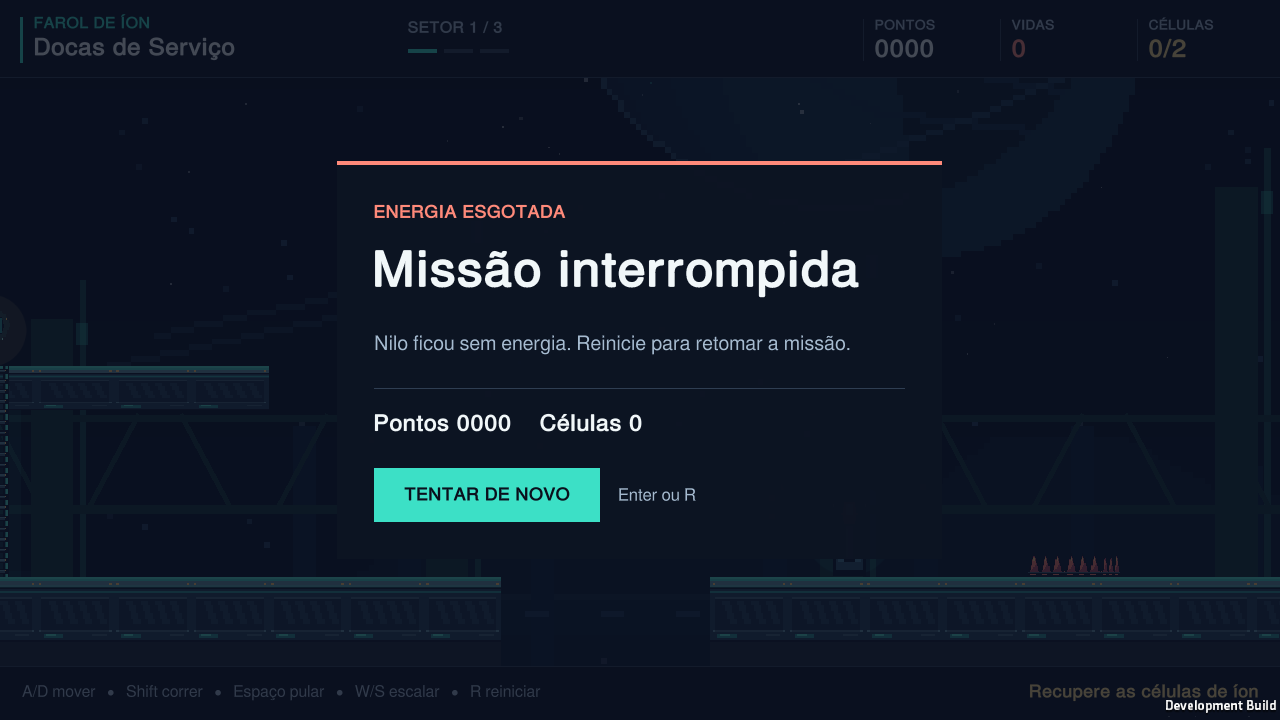 FAROL DE ÍON
Docas de Serviço
SETOR 1 / 3
PONTOS
0000
VIDAS
0
CÉLULAS
0/2
ENERGIA ESGOTADA
Missão interrompida
Nilo ficou sem energia. Reinicie para retomar a missão.
Pontos 0000 Células 0
TENTAR DE NOVO
Enter ou R
A/D mover • Shift correr • Espaço pular • W/S escalar • R reiniciar
Recupere as células de íon
Development Build